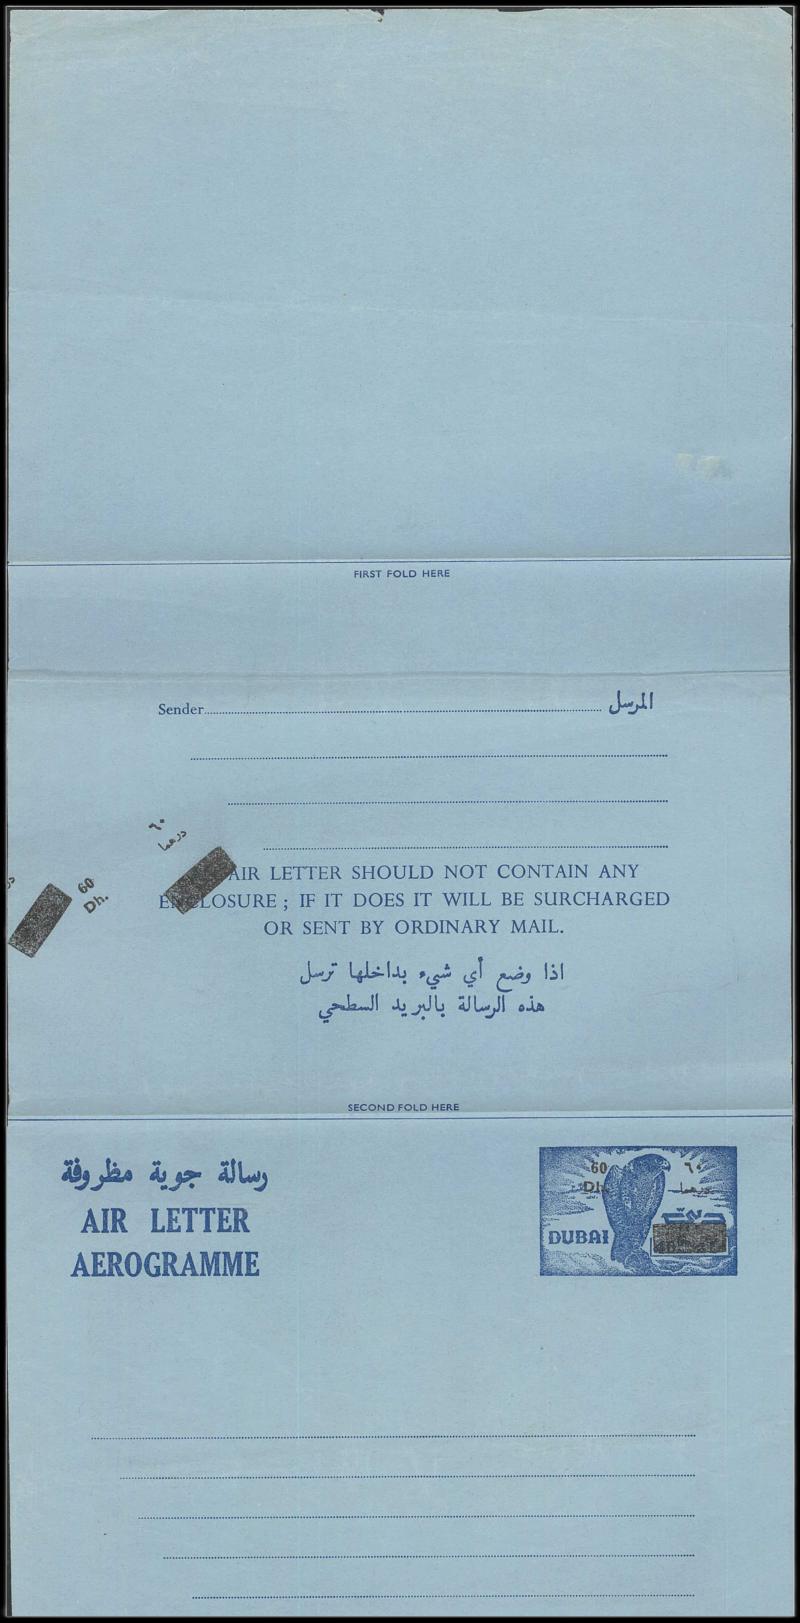 FIRST FOLD HERE
Sender المرسل
٦٠
درهما
60
Dh.
AIR LETTER SHOULD NOT CONTAIN ANY
ENCLOSURE ; IF IT DOES IT WILL BE SURCHARGED
OR SENT BY ORDINARY MAIL.
اذا وضع أي شيء بداخلها ترسل
هذه الرسالة بالبريد السطحي
SECOND FOLD HERE
رسالة جوية مظروفة
AIR LETTER
AEROGRAMME
60 ٦٠
Dh. درهما
DUBAI دبي